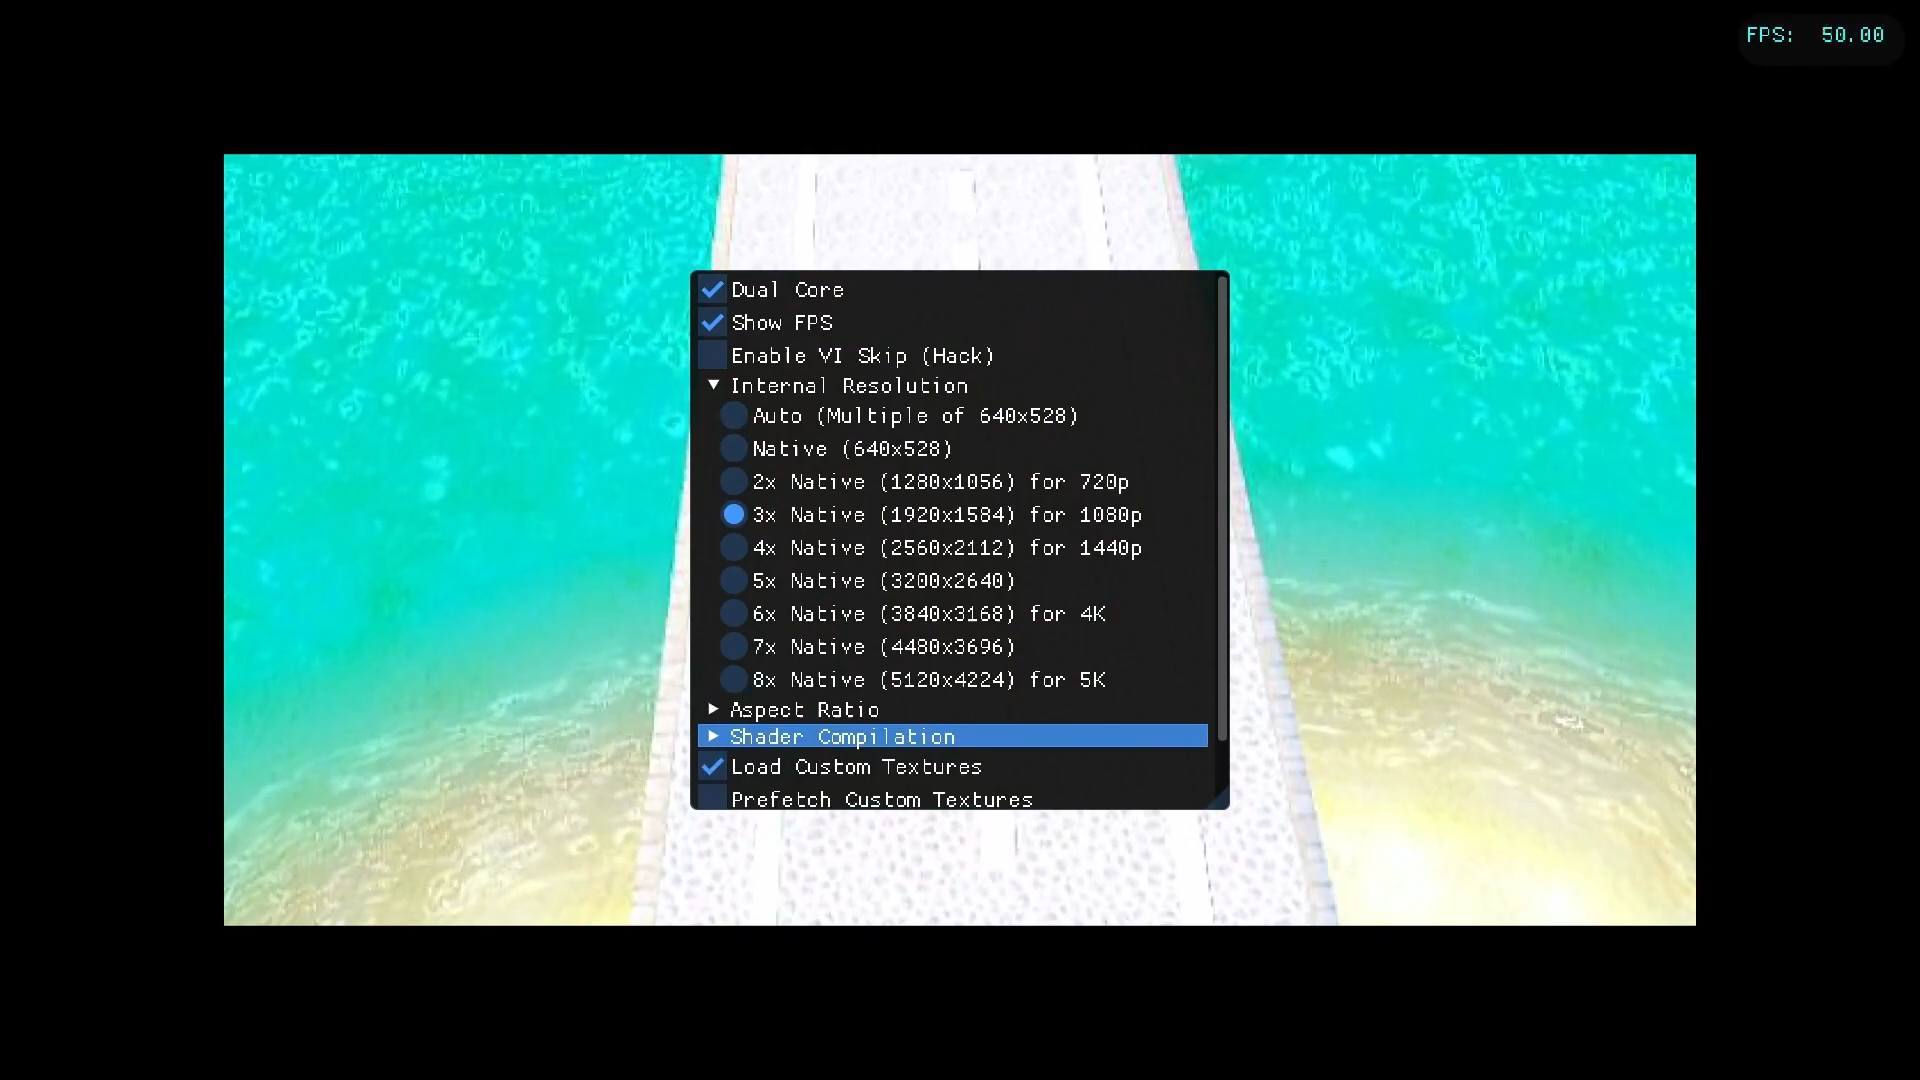 FPS: 50.00
Dual Core
Show FPS
Enable VI Skip (Hack)
Internal Resolution
Auto (Multiple of 640x528)
Native (640x528)
2x Native (1280x1056) for 720p
3x Native (1920x1584) for 1080p
4x Native (2560x2112) for 1440p
5x Native (3200x2640)
6x Native (3840x3168) for 4K
7x Native (4480x3696)
8x Native (5120x4224) for 5K
Aspect Ratio
Shader Compilation
Load Custom Textures
Prefetch Custom Textures